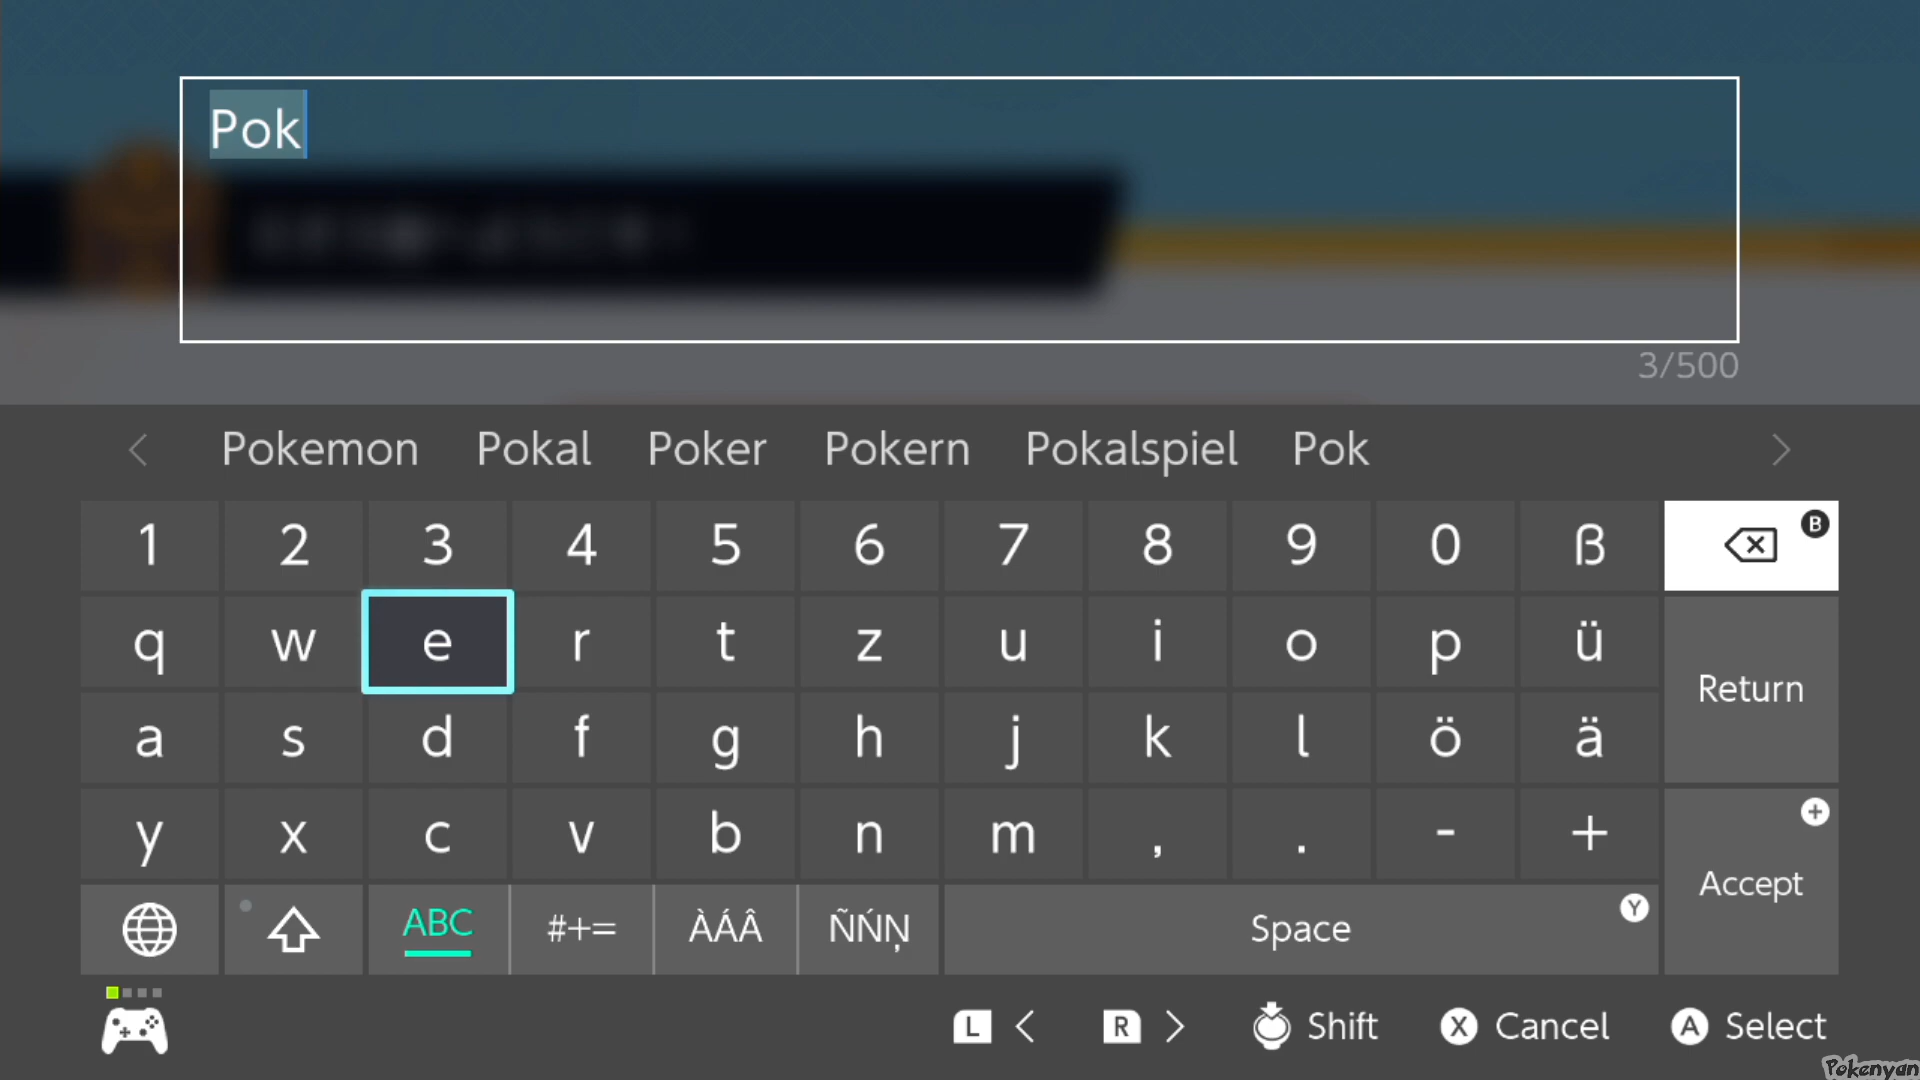 Pok
3/500
< Pokemon Pokal Poker Pokern Pokalspiel Pok >
1 2 3 4 5 6 7 8 9 0 ß B
q w e r t z u i o p ü
Return
a s d f g h j k l ö ä
y x c v b n m , . - +
Accept
ABC #+= ÀÁÂ ÑŃŅ Space Y
L < R > Shift X Cancel A Select
Pokenyan